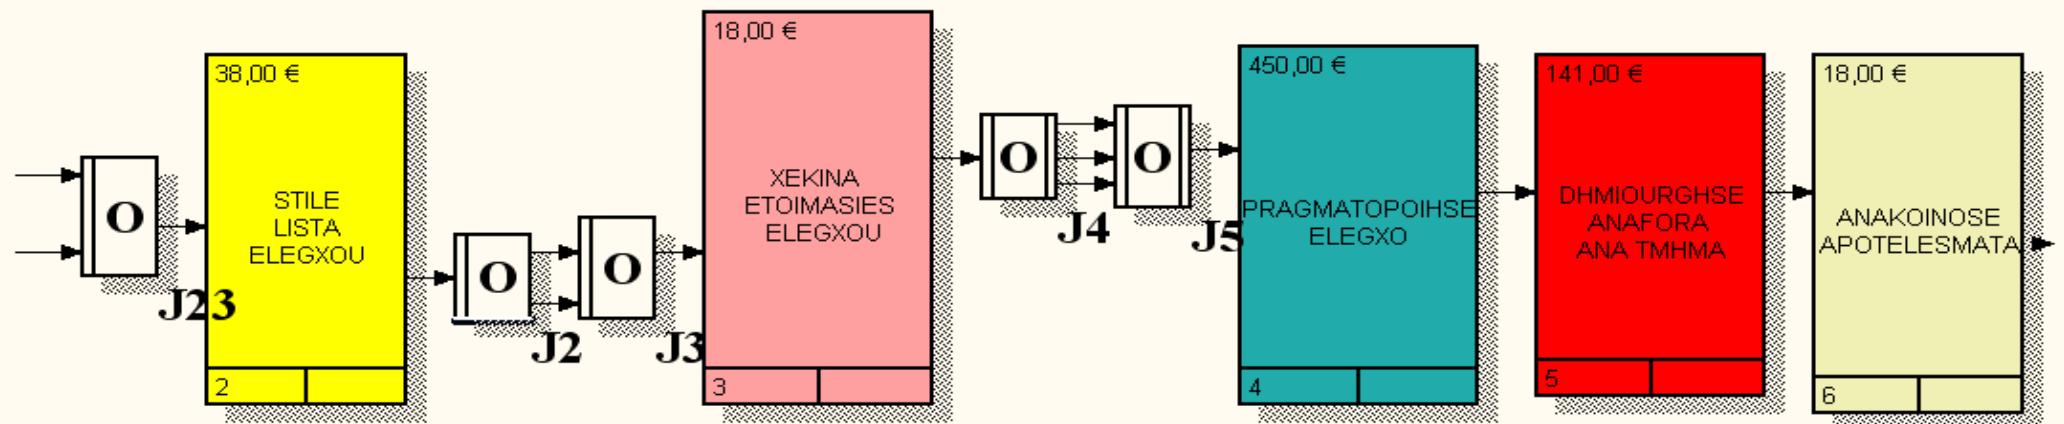 O
J23
38,00 €
STILE
LISTA
ELEGXOU
2
O
J2
O
J3
18,00 €
XEKINA
ETOIMASIES
ELEGXOU
3
O
J4
O
J5
450,00 €
PRAGMATOPOIHSE
ELEGXO
4
141,00 €
DHMIOURGHSE
ANAFORA
ANA TMHMA
5
18,00 €
ANAKOINOSE
APOTELESMATA
6